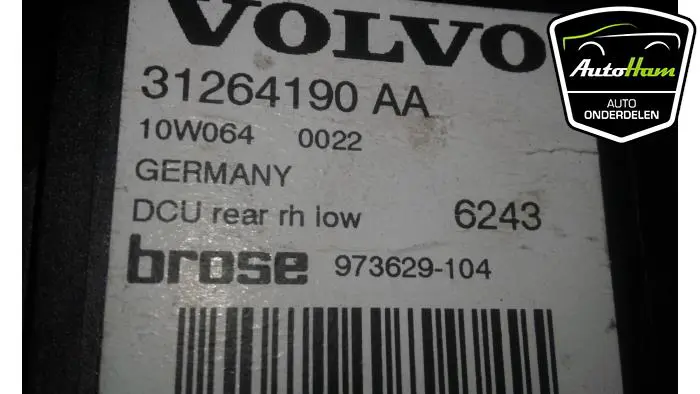 VOLVO
31264190 AA
10W064 0022
GERMANY
DCU rear rh low 6243
brose 973629-104
AutoHam
AUTO
ONDERDELEN